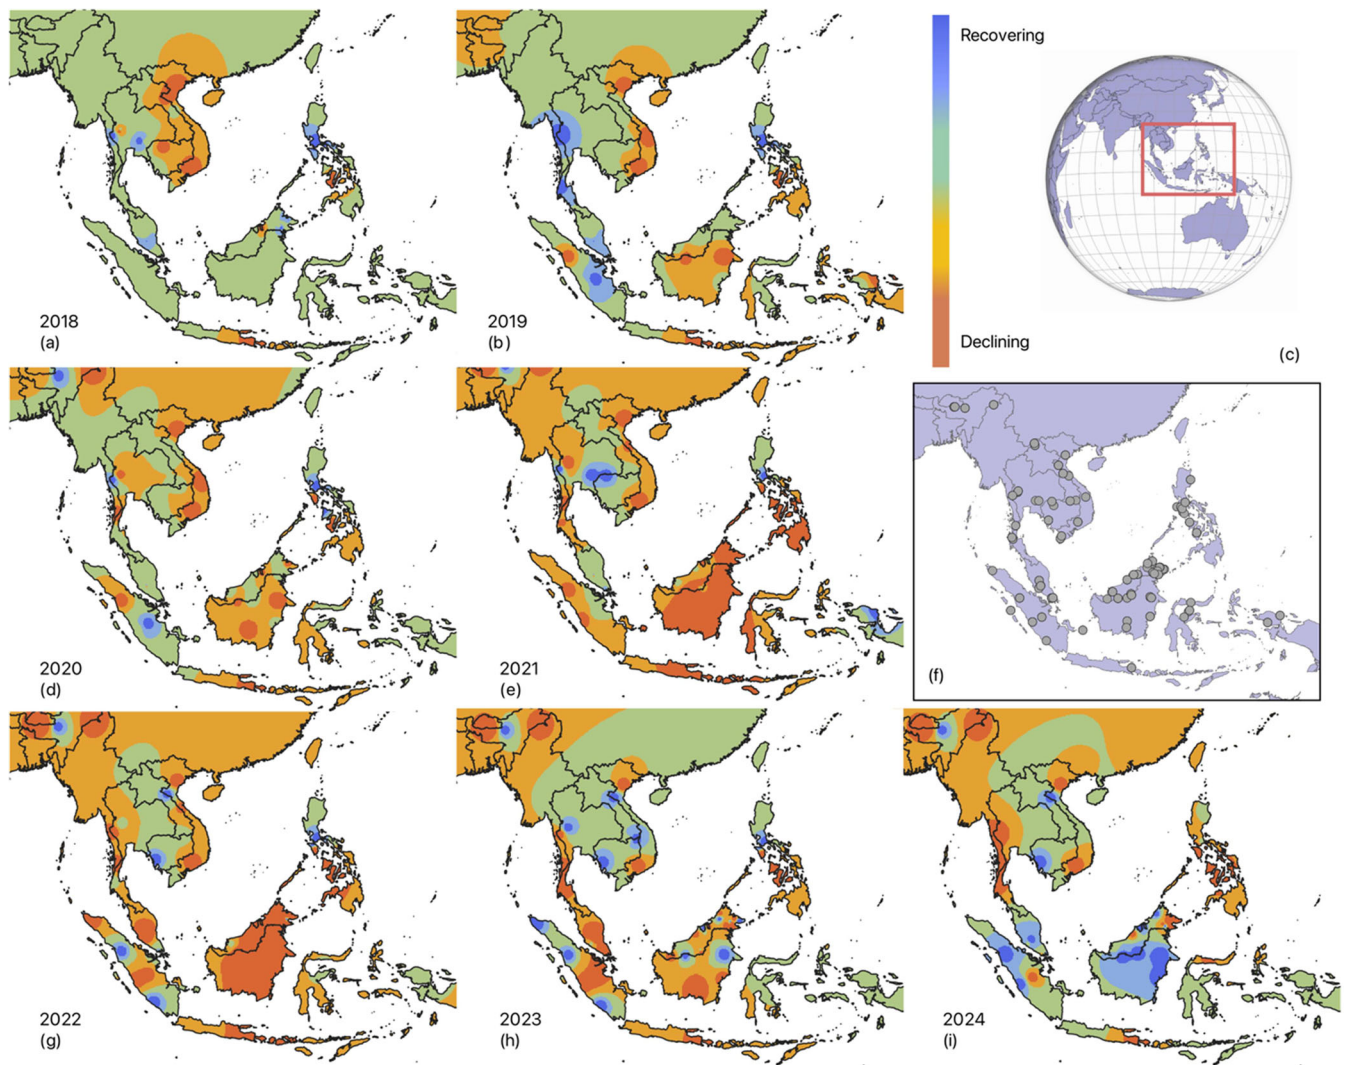 2018
(a)
2019
(b)
Recovering
Declining
(c)
2020
(d)
2021
(e)
(f)
2022
(g)
2023
(h)
2024
(i)